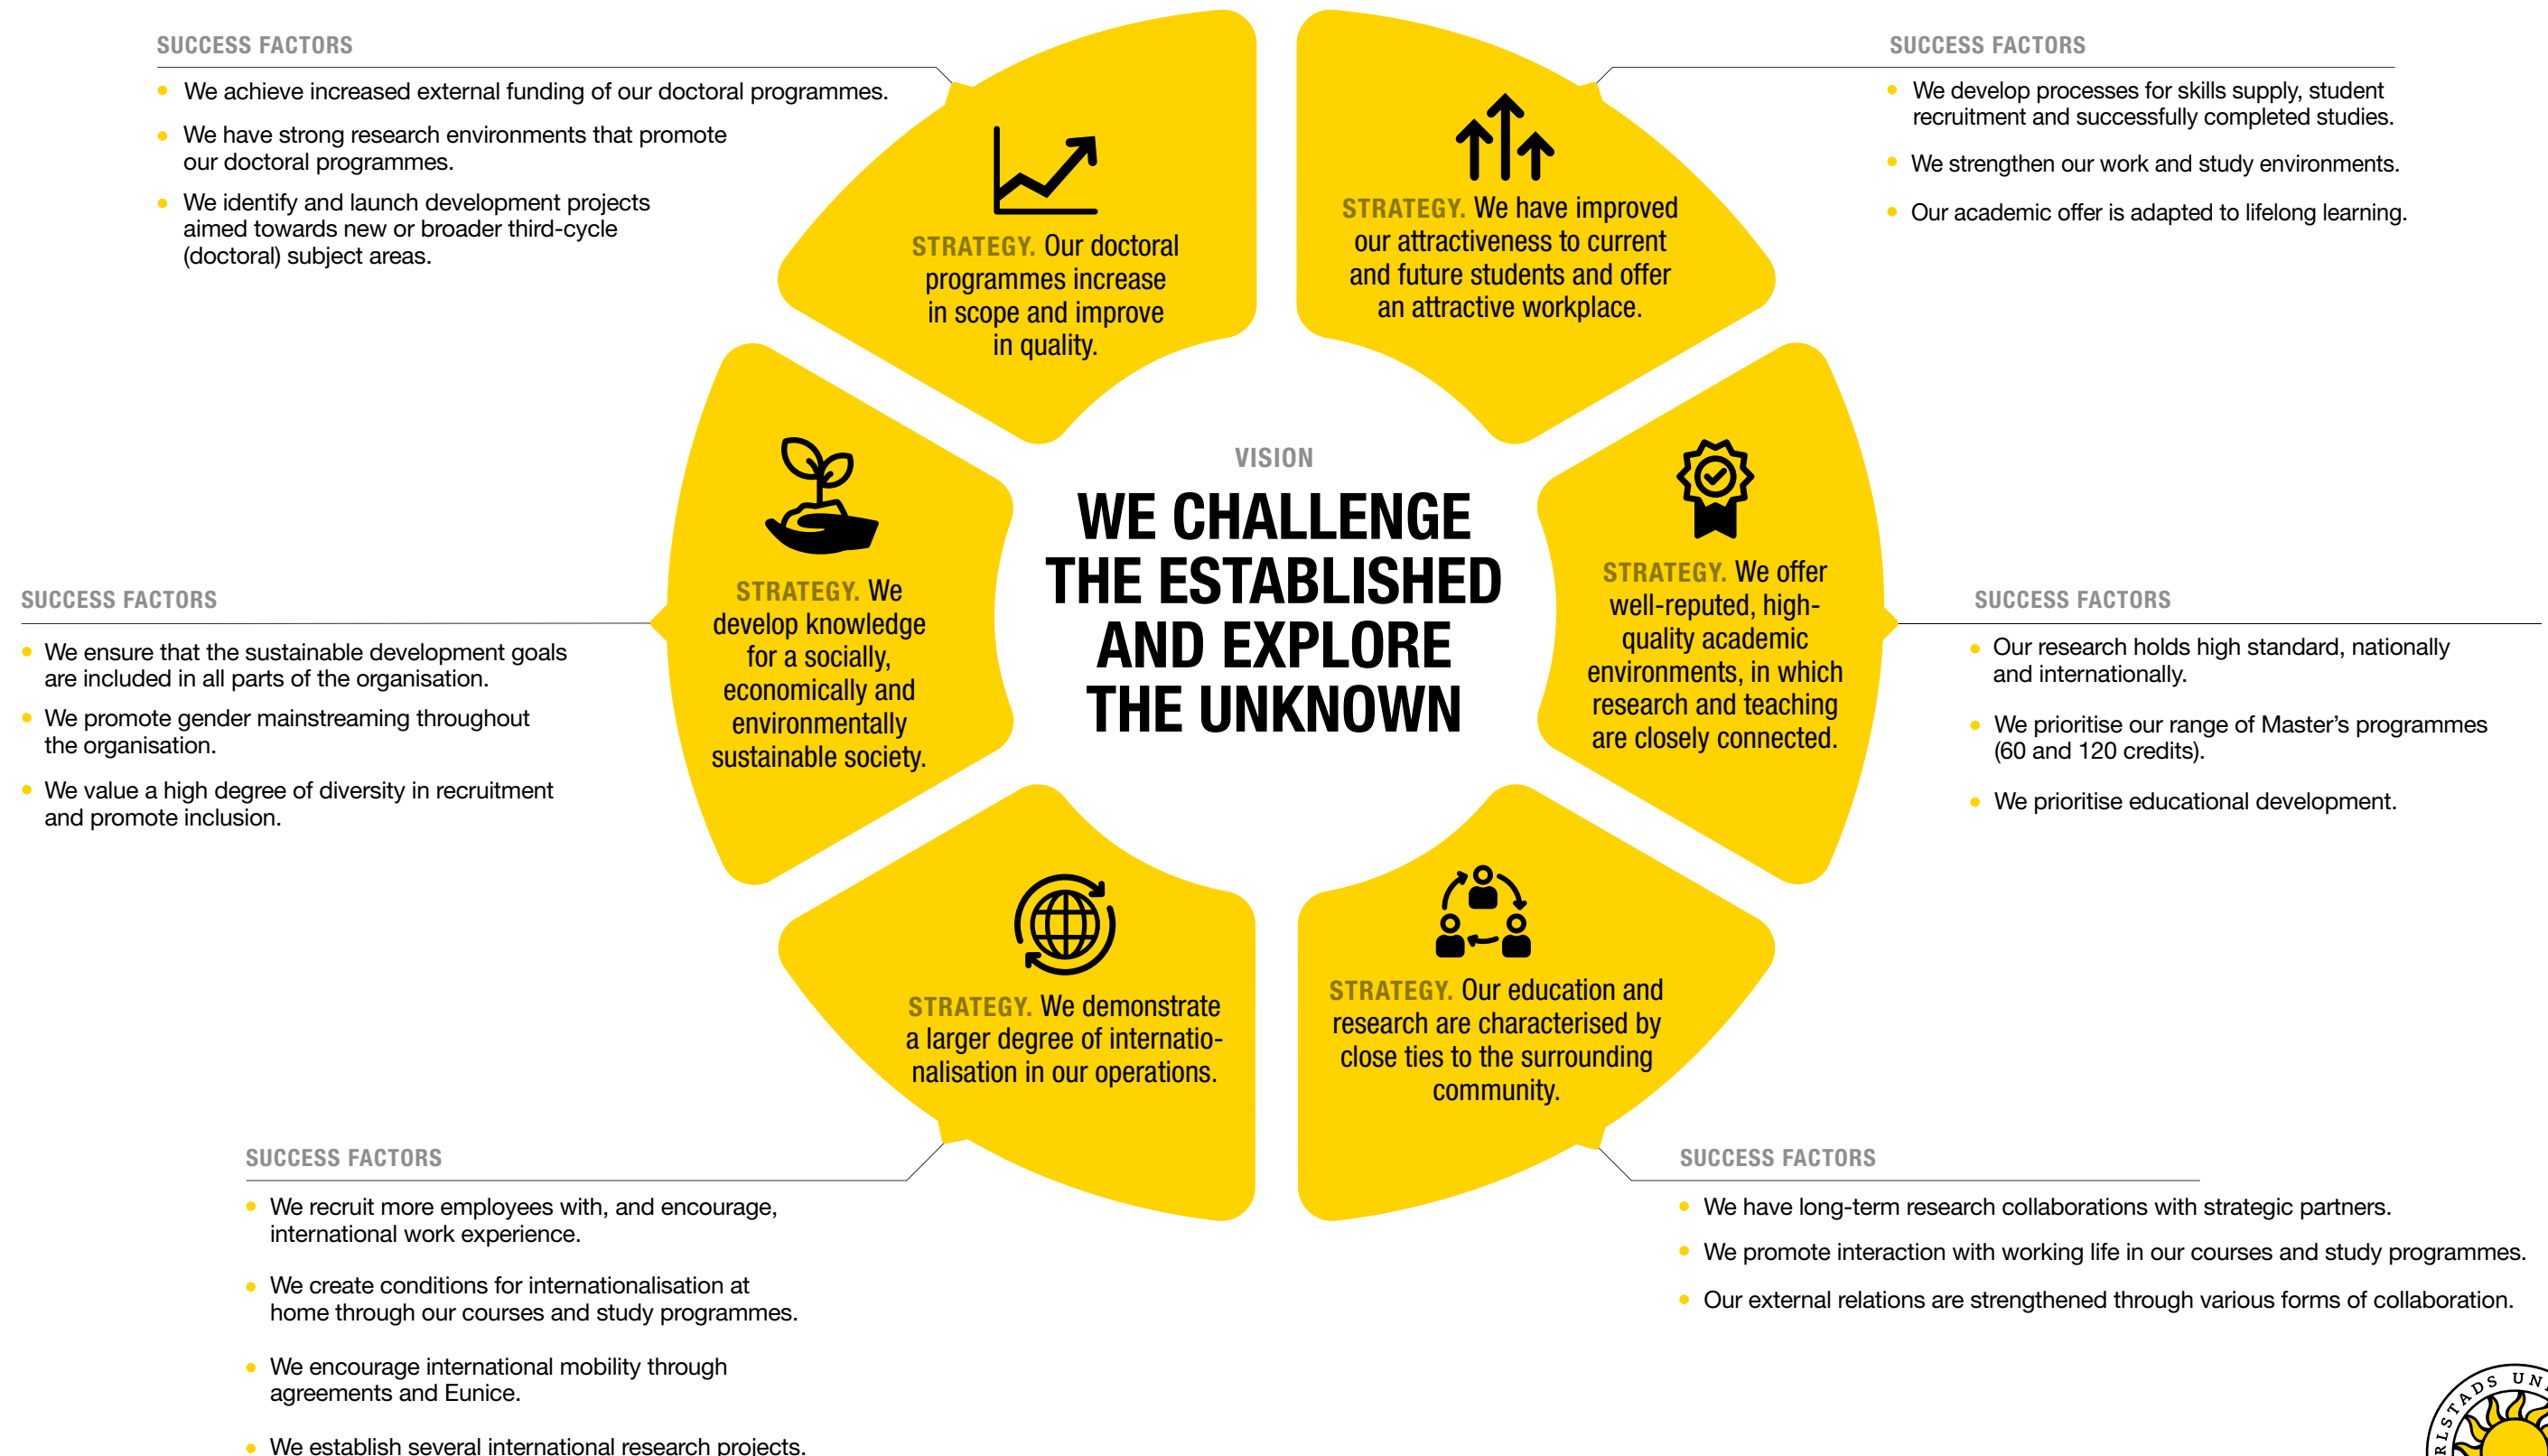 SUCCESS FACTORS
We achieve increased external funding of our doctoral programmes.
We have strong research environments that promote
our doctoral programmes.
We identify and launch development projects
aimed towards new or broader third-cycle
(doctoral) subject areas.
STRATEGY. Our doctoral
programmes increase
in scope and improve
in quality.
STRATEGY. We have improved
our attractiveness to current
and future students and offer
an attractive workplace.
SUCCESS FACTORS
We develop processes for skills supply, student
recruitment and successfully completed studies.
We strengthen our work and study environments.
Our academic offer is adapted to lifelong learning.
SUCCESS FACTORS
We ensure that the sustainable development goals
are included in all parts of the organisation.
We promote gender mainstreaming throughout
the organisation.
We value a high degree of diversity in recruitment
and promote inclusion.
STRATEGY. We
develop knowledge
for a socially,
economically and
environmentally
sustainable society.
VISION
WE CHALLENGE
THE ESTABLISHED
AND EXPLORE
THE UNKNOWN
STRATEGY. We offer
well-reputed, high-
quality academic
environments, in which
research and teaching
are closely connected.
SUCCESS FACTORS
Our research holds high standard, nationally
and internationally.
We prioritise our range of Master’s programmes
(60 and 120 credits).
We prioritise educational development.
STRATEGY. We demonstrate
a larger degree of internatio-
nalisation in our operations.
STRATEGY. Our education and
research are characterised by
close ties to the surrounding
community.
SUCCESS FACTORS
We recruit more employees with, and encourage,
international work experience.
We create conditions for internationalisation at
home through our courses and study programmes.
We encourage international mobility through
agreements and Eunice.
We establish several international research projects.
SUCCESS FACTORS
We have long-term research collaborations with strategic partners.
We promote interaction with working life in our courses and study programmes.
Our external relations are strengthened through various forms of collaboration.